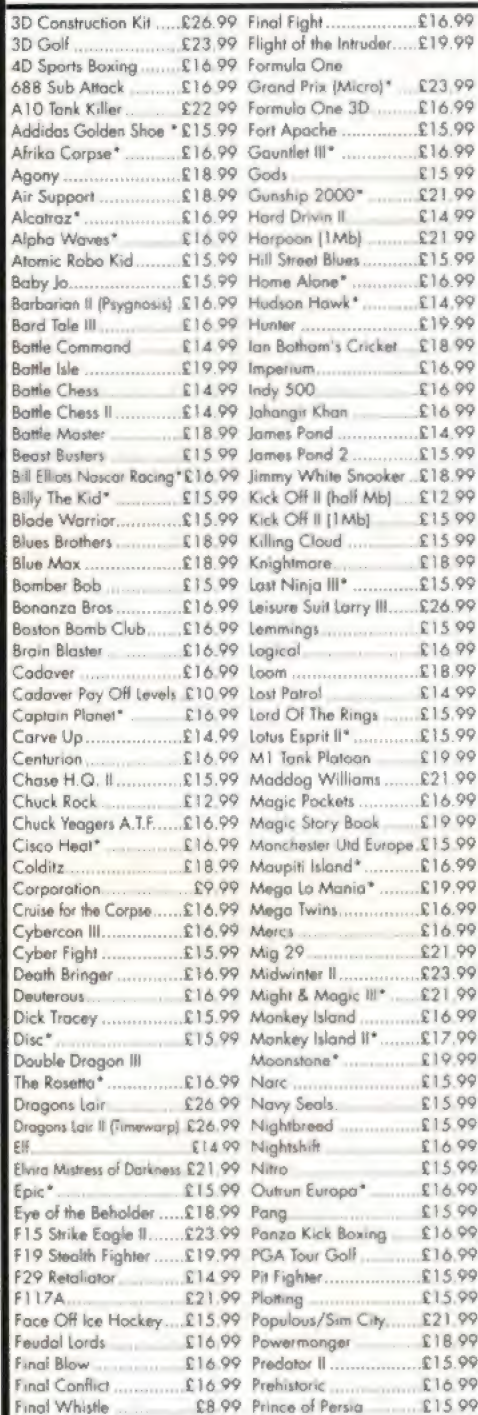 3D Construction Kit .....£26.99
3D Golf ..................£23.99
4D Sports Boxing ........£16.99
688 Sub Attack ..........£16.99
A10 Tank Killer .........£22.99
Addidas Golden Shoe *£15.99
Afrika Corpse* ..........£16.99
Agony ...................£18.99
Air Support .............£18.99
Alcatraz* ...............£16.99
Alpha Waves* ............£16.99
Atomic Robo Kid .........£15.99
Baby Jo .................£15.99
Barbarian II (Psygnosis) .£16.99
Bard Tale III ...........£16.99
Battle Command £14.99
Battle Isle .............£19.99
Battle Chess ............£14.99
Battle Chess II .........£14.99
Battle Master ...........£18.99
Beast Busters £15.99
Bill Elliots Nascar Racing*£16.99
Billy The Kid* ..........£15.99
Blade Warrior............£15.99
Blues Brothers ..........£18.99
Blue Max ................£18.99
Bomber Bob ..............£15.99
Bonanza Bros ............£16.99
Boston Bomb Club.........£16.99
Brain Blaster ...........£16.99
Cadaver .................£16.99
Cadaver Pay Off Levels £10.99
Captain Planet* .........£16.99
Carve Up.................£14.99
Centurion ...............£16.99
Chase H.Q. II............£15.99
Chuck Rock ..............£12.99
Chuck Yeagers A.T.F......£16.99
Cisco Heat* .............£16.99
Colditz..................£18.99
Corporation..............£9.99
Cruise for the Corpse....£16.99
Cybercon III.............£16.99
Cyber Fight .............£15.99
Death Bringer ...........£16.99
Deuterous................£16.99
Dick Tracey .............£15.99
Disc* ...................£15.99
Double Dragon III
The Rosetta* ............£16.99
Dragons Lair ............£26.99
Dragons Lair II (Timewarp) £26.99
Elf......................£14.99
Elvira Mistress of Darkness £21.99
Epic* ...................£15.99
Eye of the Beholder .....£18.99
F15 Strike Eagle II......£23.99
F19 Stealth Fighter......£19.99
F29 Retaliator ..........£14.99
F117A....................£21.99
Face Off Ice Hockey....£15.99
Feudal Lords ............£16.99
Final Blow ..............£16.99
Final Conflict ..........£16.99
Final Whistle ...........£8.99
Final Fight..............£16.99
Flight of the Intruder.....£19.99
Formula One
Grand Prix (Micro)* .....£23.99
Formula One 3D ..........£16.99
Fort Apache .............£15.99
Gauntlet III* ...........£16.99
Gods ....................£15.99
Gunship 2000* ...........£21.99
Hard Drivin II ..........£14.99
Harpoon (1Mb) ...........£21.99
Hill Street Blues........£15.99
Home Alone* .............£16.99
Hudson Hawk* ............£14.99
Hunter ..................£19.99
Ian Botham's Cricket £18.99
Imperium.................£16.99
Indy 500 ................£16.99
Jahangir Khan £16.99
James Pond ..............£14.99
James Pond 2 ............£15.99
Jimmy White Snooker ..£18.99
Kick Off II (half Mb) ...£12.99
Kick Off II (1Mb) .......£15.99
Killing Cloud ...........£15.99
Knightmare ..............£18.99
Last Ninja III* .........£15.99
Leisure Suit Larry III......£26.99
Lemmings ................£15.99
Logical .................£16.99
Loom ....................£18.99
Lost Patrol .............£14.99
Lord Of The Rings .......£15.99
Lotus Esprit II* ........£15.99
M1 Tank Platoon £19.99
Maddog Williams .........£21.99
Magic Pockets ...........£16.99
Magic Story Book ........£19.99
Manchester Utd Europe.£15.99
Maupiti Island* .........£16.99
Mega Lo Mania* ..........£19.99
Mega Twins...............£16.99
Mercs ...................£16.99
Mig 29 ..................£21.99
Midwinter II.............£23.99
Might & Magic III* ......£21.99
Monkey Island ...........£16.99
Monkey Island II* .......£17.99
Moonstone* ..............£19.99
Narc ....................£15.99
Navy Seals...............£15.99
Nightbreed ..............£15.99
Nightshift ..............£16.99
Nitro ...................£15.99
Outrun Europa* ..........£16.99
Pang ....................£15.99
Panza Kick Boxing .......£16.99
PGA Tour Golf ...........£16.99
Pit Fighter..............£15.99
Plotting ................£15.99
Populous/Sim City........£21.99
Powermonger .............£18.99
Predator II .............£15.99
Prehistoric .............£16.99
Prince of Persia ........£15.99